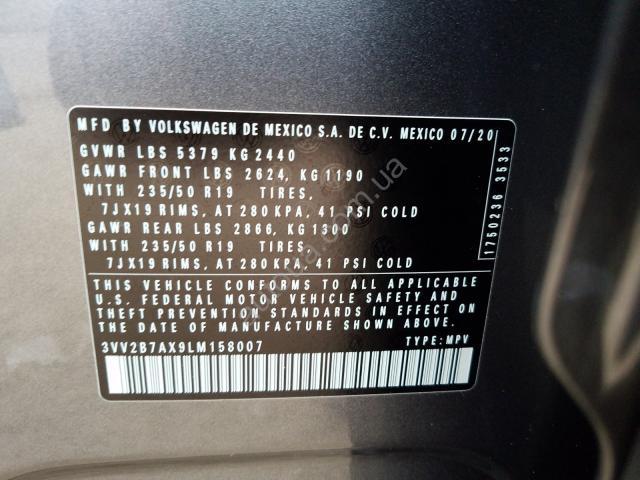 MFD BY VOLKSWAGEN DE MEXICO S.A. DE C.V. MEXICO 07/20
GVWR LBS 5379 KG 2440
GAWR FRONT LBS 2624, KG 1190
WITH 235/50 R19 TIRES,
7JX19 RIMS, AT 280 KPA, 41 PSI COLD
GAWR REAR LBS 2866, KG 1300
WITH 235/50 R19 TIRES,
7JX19 RIMS, AT 280 KPA, 41 PSI COLD
THIS VEHICLE CONFORMS TO ALL APPLICABLE
U.S. FEDERAL MOTOR VEHICLE SAFETY AND
THEFT PREVENTION STANDARDS IN EFFECT ON
THE DATE OF MANUFACTURE SHOWN ABOVE.
3VV2B7AX9LM158007 TYPE: MPV
1750236 3533